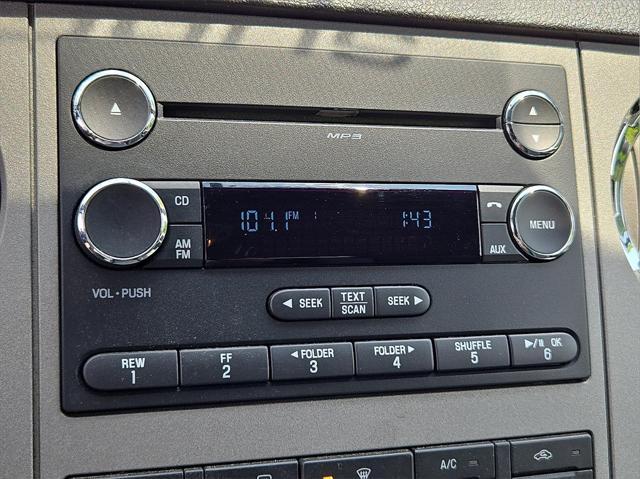 MP3
CD
101.1 FM 1:43
MENU
AM
FM
AUX
VOL • PUSH
SEEK
TEXT
SCAN
SEEK
REW
1
FF
2
FOLDER
3
FOLDER
4
SHUFFLE
5
OK
6
A/C